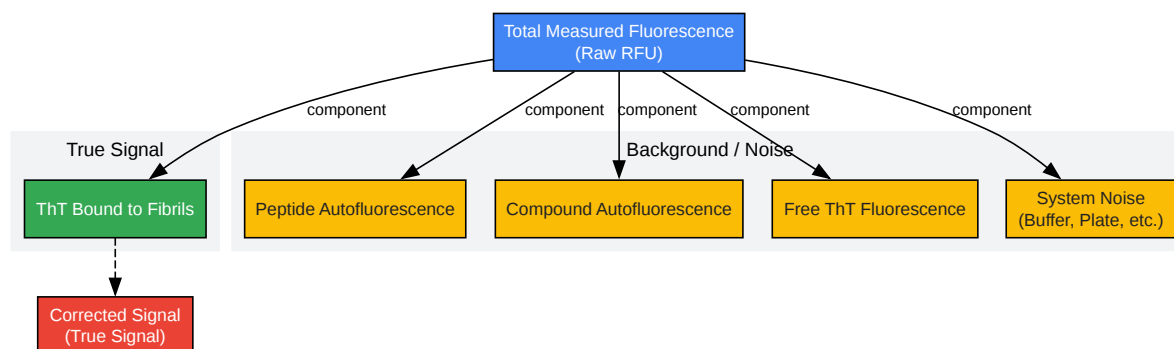 Total Measured Fluorescence
(Raw RFU)
component
component
component
component
component
True Signal
Background / Noise
ThT Bound to Fibrils
Peptide Autofluorescence
Compound Autofluorescence
Free ThT Fluorescence
System Noise
(Buffer, Plate, etc.)
Corrected Signal
(True Signal)